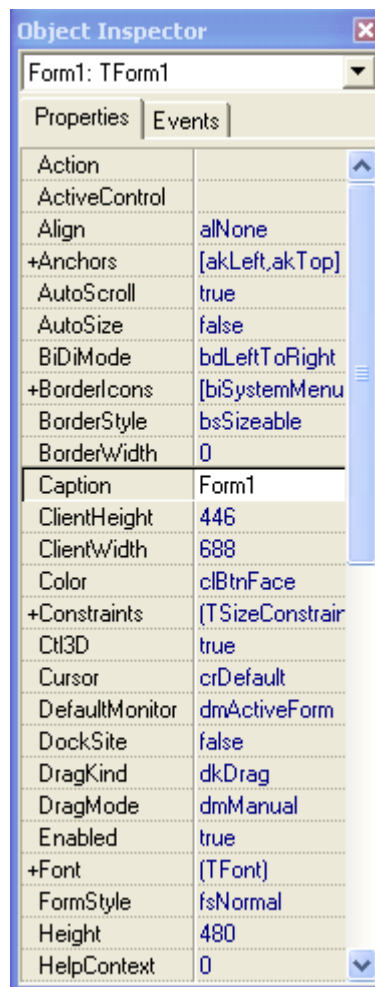 Object Inspector
Form1: TForm1
Properties Events
Action
ActiveControl
Align alNone
+Anchors [akLeft,akTop]
AutoScroll true
AutoSize false
BiDiMode bdLeftToRight
+BorderIcons [biSystemMenu
BorderStyle bsSizeable
BorderWidth 0
Caption Form1
ClientHeight 446
ClientWidth 688
Color clBtnFace
+Constraints (TSizeConstrain
Ctl3D true
Cursor crDefault
DefaultMonitor dmActiveForm
DockSite false
DragKind dkDrag
DragMode dmManual
Enabled true
+Font (TFont)
FormStyle fsNormal
Height 480
HelpContext 0